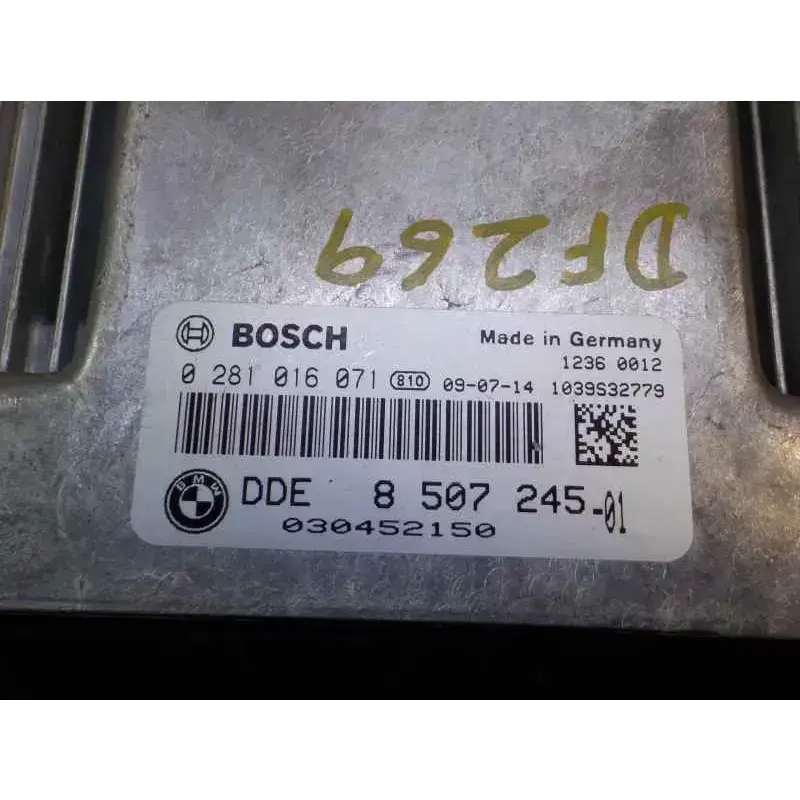 DF269
BOSCH Made in Germany
1236 0012
0 281 016 071 810 09-07-14 1039S32779
BMW DDE 8 507 245-01
030452150